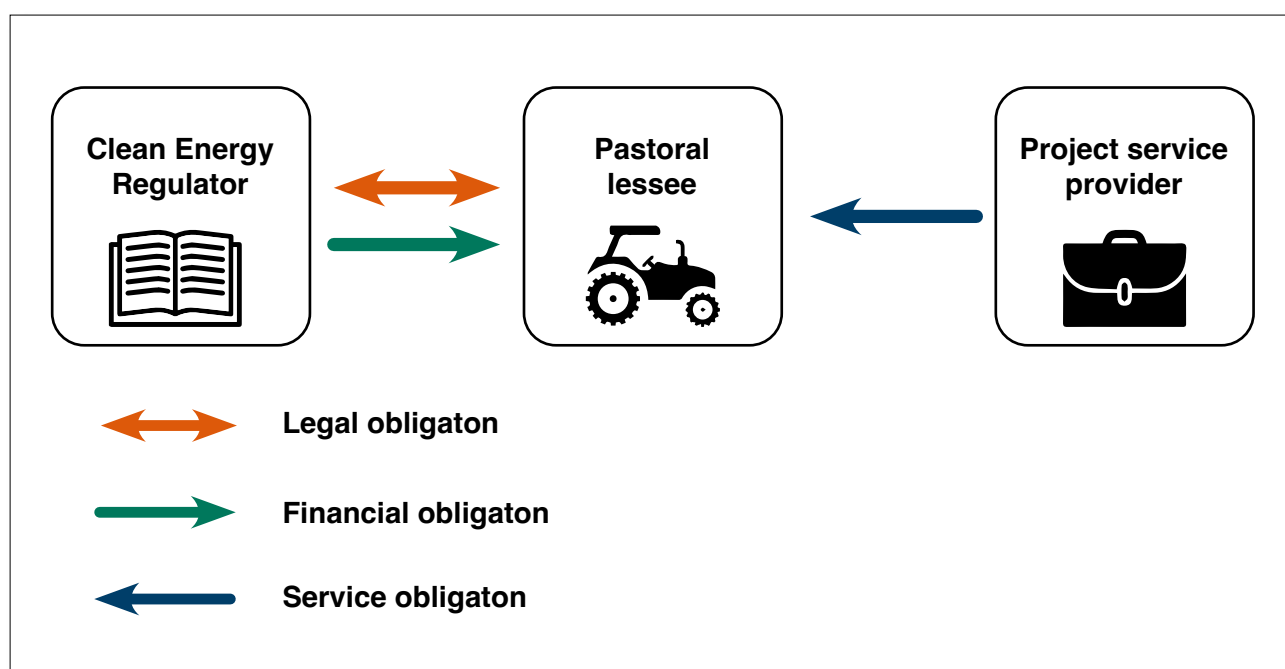 Clean Energy
Regulator
Pastoral
lessee
Project service
provider
Legal obligaton
Financial obligaton
Service obligaton